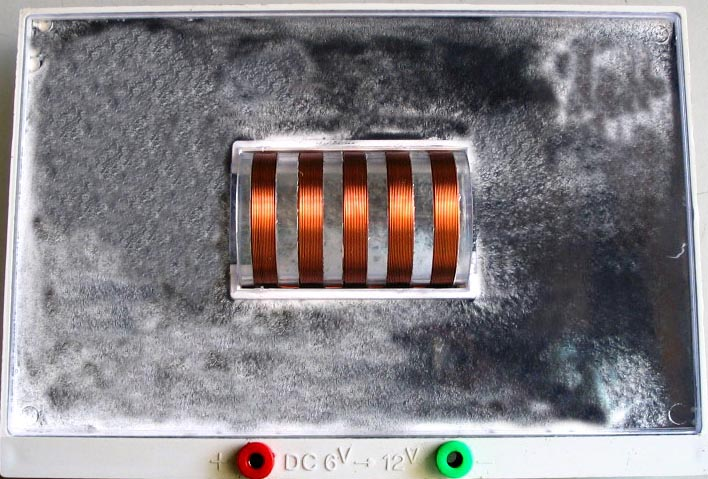 + DC 6V → 12V −